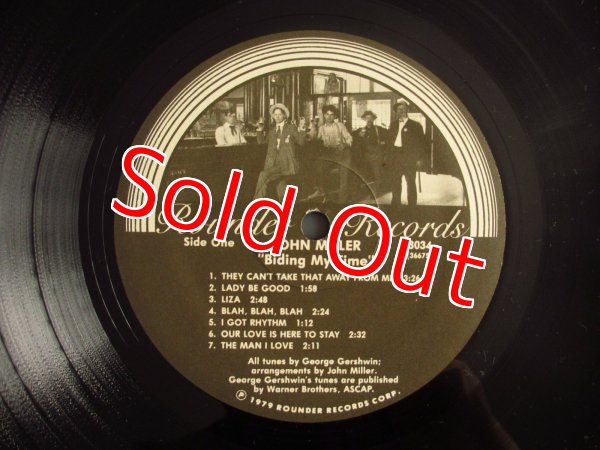 Rounder Records
Side One
JOHN MILLER
3034
"Biding My Time"
1. THEY CAN'T TAKE THAT AWAY FROM ME 3:26
2. LADY BE GOOD 1:58
3. LIZA 2:48
4. BLAH, BLAH, BLAH 2:24
5. I GOT RHYTHM 1:12
6. OUR LOVE IS HERE TO STAY 2:32
7. THE MAN I LOVE 2:11
All tunes by George Gershwin;
arrangements by John Miller.
George Gershwin's tunes are published
by Warner Brothers, ASCAP.
℗ 1979 ROUNDER RECORDS CORP.
Sold Out